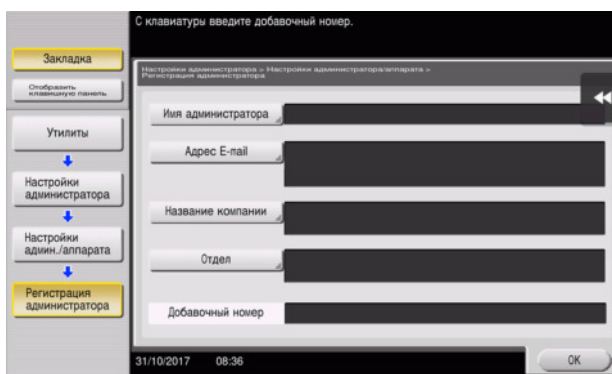 С клавиатуры введите добавочный номер.
Закладка
Отобразить
клавишную панель
Утилиты
Настройки
администратора
Настройки
админ./аппарата
Регистрация
администратора
Настройки администратора > Настройки администратора/аппарата >
Регистрация администратора
Имя администратора
Адрес E-mail
Название компании
Отдел
Добавочный номер
31/10/2017 08:36
OK